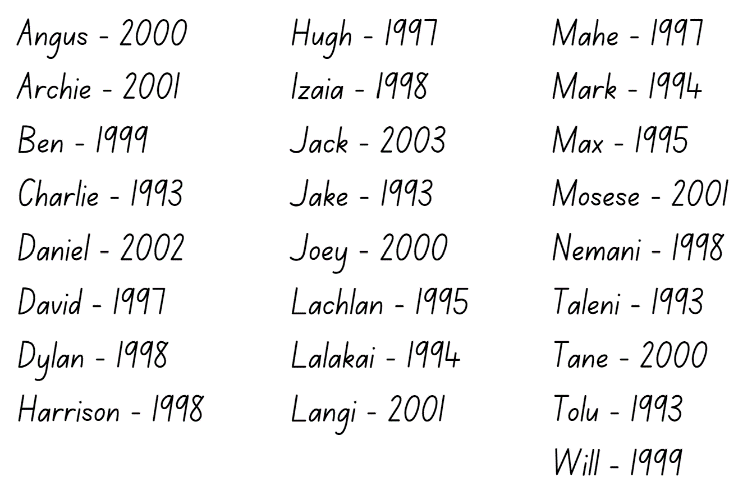 Angus - 2000
Archie - 2001
Ben - 1999
Charlie - 1993
Daniel - 2002
David - 1997
Dylan - 1998
Harrison - 1998
Hugh - 1997
Izaia - 1998
Jack - 2003
Jake - 1993
Joey - 2000
Lachlan - 1995
Lalakai - 1994
Langi - 2001
Mahe - 1997
Mark - 1994
Max - 1995
Mosese - 2001
Nemani - 1998
Taleni - 1993
Tane - 2000
Tolu - 1993
Will - 1999